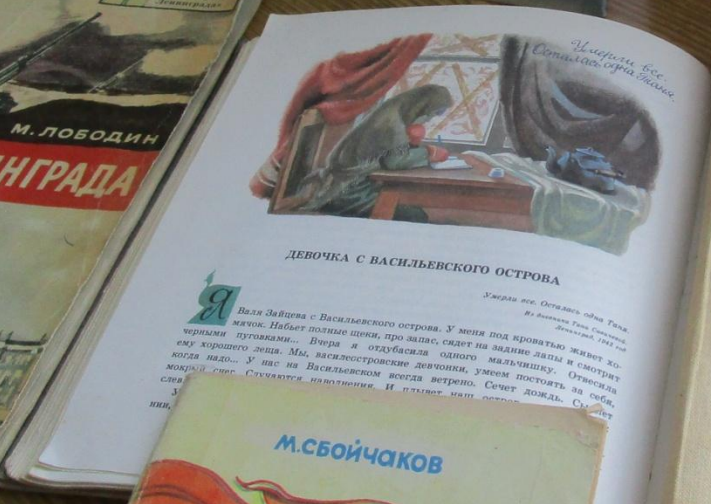 Ленинграда"
М. ЛОБОДИН
НГРАДА
Умерли все.
Осталась одна Таня.
ДЕВОЧКА С ВАСИЛЬЕВСКОГО ОСТРОВА
Умерли все. Осталась одна Таня.
Из дневника Тани Савичевой.
Ленинград, 1942 год
Я Валя Зайцева с Васильевского острова. У меня под кроватью живет хо-
мячок. Набьет полные щеки, про запас, сядет на задние лапы и смотрит
черными пуговками... Вчера я отдубасила одного мальчишку. Отвесила
ему хорошего леща. Мы, василеостровские девчонки, умеем постоять за себя,
когда надо... У нас на Васильевском всегда ветрено. Сечет дождь. Сыплет
мокрый снег. Случаются наводнения. И плывет наш остров
слев
нии,
М. СБОЙЧАКОВ